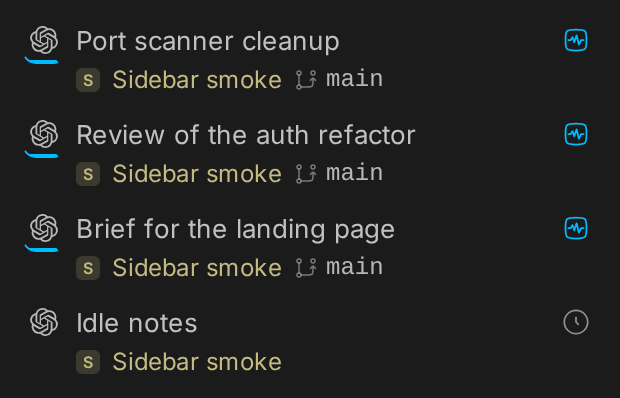 Port scanner cleanup
S Sidebar smoke main
Review of the auth refactor
S Sidebar smoke main
Brief for the landing page
S Sidebar smoke main
Idle notes
S Sidebar smoke